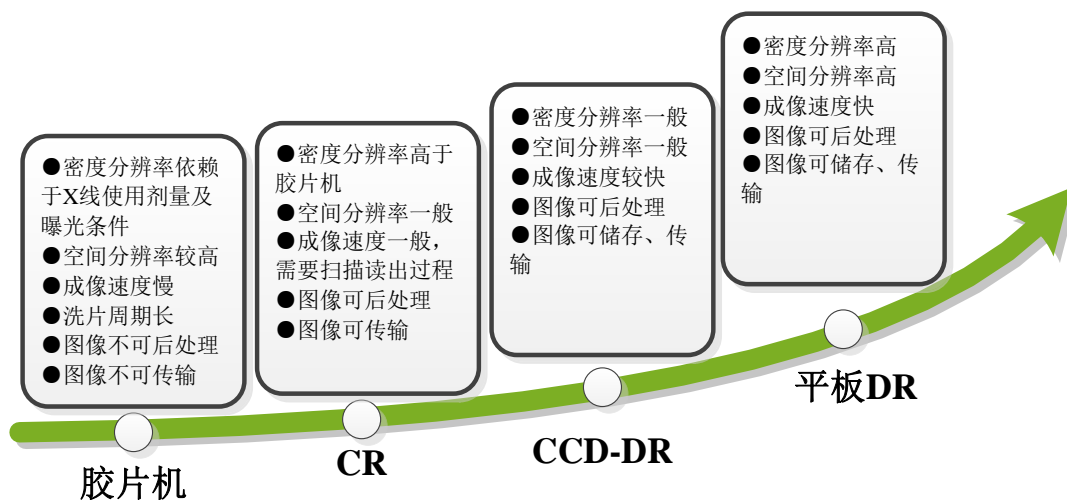 ●密度分辨率依赖
于X线使用剂量及
曝光条件
●空间分辨率较高
●成像速度慢
●洗片周期长
●图像不可后处理
●图像不可传输
胶片机
●密度分辨率高于
胶片机
●空间分辨率一般
●成像速度一般，
需要扫描读出过程
●图像可后处理
●图像可传输
CR
●密度分辨率一般
●空间分辨率一般
●成像速度较快
●图像可后处理
●图像可储存、传
输
CCD-DR
●密度分辨率高
●空间分辨率高
●成像速度快
●图像可后处理
●图像可储存、传
输
平板DR